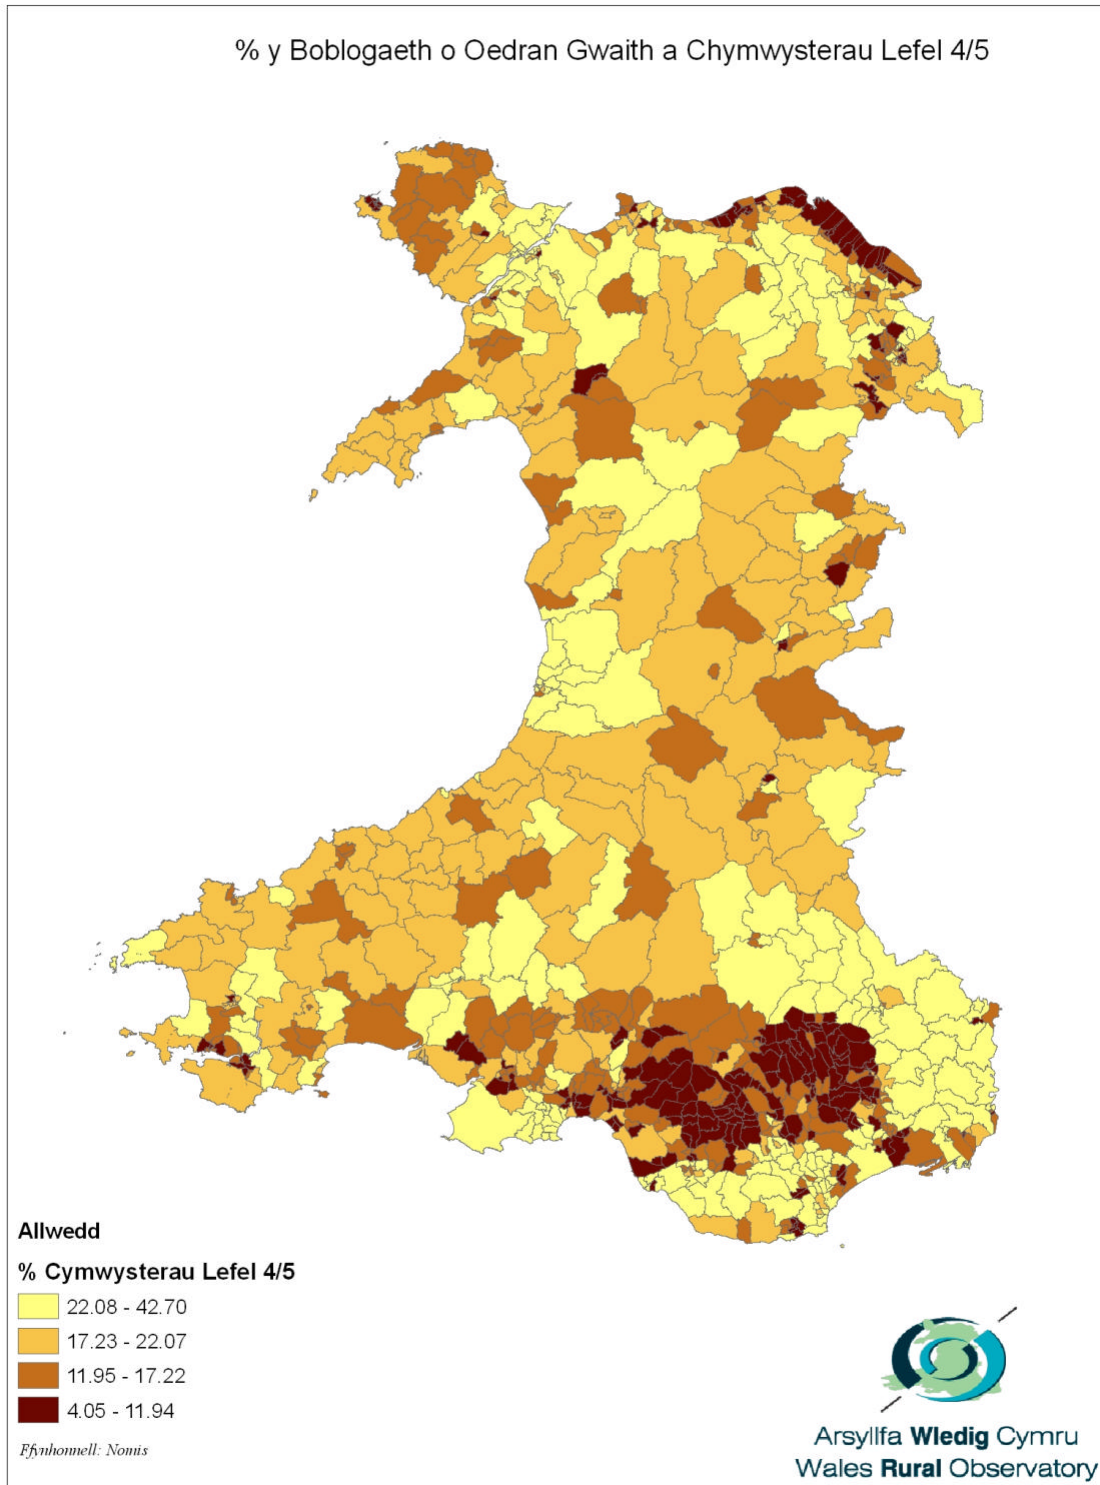 % y Boblogaeth o Oedran Gwaith a Chymwysterau Lefel 4/5
Allwedd
% Cymwysterau Lefel 4/5
22.08 - 42.70
17.23 - 22.07
11.95 - 17.22
4.05 - 11.94
Ffynhonnell: Nomis
Arsyllfa Wledig Cymru
Wales Rural Observatory